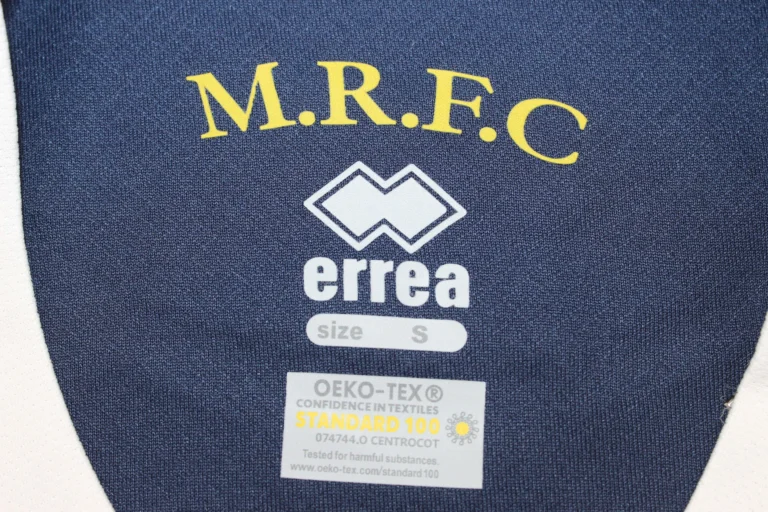 M.R.F.C
errea
size S
OEKO-TEX®
CONFIDENCE IN TEXTILES
STANDARD 100
074744.O CENTROCOT
Tested for harmful substances.
www.oeko-tex.com/standard100